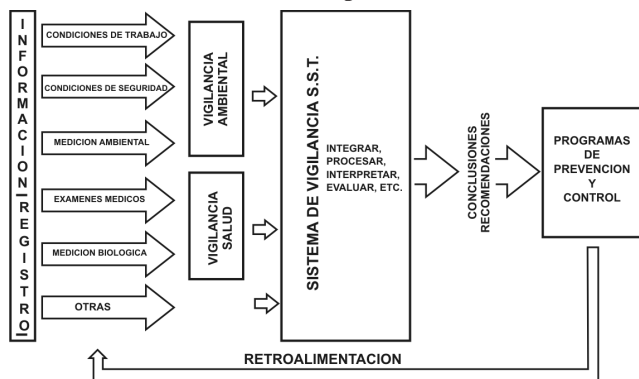 INFORMACION|REGISTRO|
CONDICIONES DE TRABAJO
CONDICIONES DE SEGURIDAD
MEDICION AMBIENTAL
EXAMENES MEDICOS
MEDICION BIOLOGICA
OTRAS
VIGILANCIA
AMBIENTAL
VIGILANCIA
SALUD
SISTEMA DE VIGILANCIA S.S.T.
INTEGRAR,
PROCESAR,
INTERPRETAR,
EVALUAR, ETC.
CONCLUSIONES
RECOMENDACIONES
PROGRAMAS
DE
PREVENCION
Y
CONTROL
RETROALIMENTACION